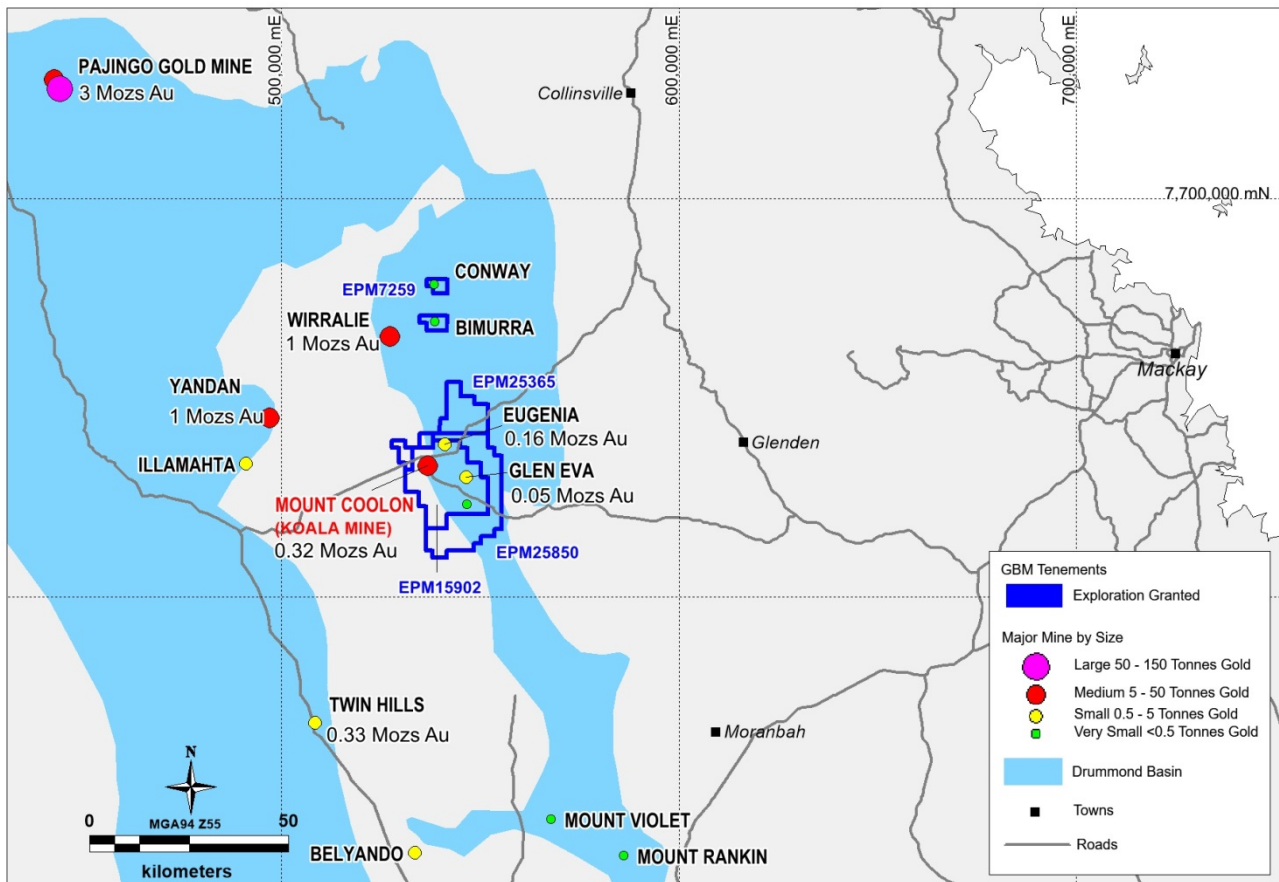 PAJINGO GOLD MINE
3 Mozs Au
500,000 mE
Collinsville
600,000 mE
700,000 mE
7,700,000 mN
CONWAY
EPM7259
WIRRALIE
1 Mozs Au
BIMURRA
Mackay
YANDAN
1 Mozs Au
EPM25365
EUGENIA
0.16 Mozs Au
Glenden
ILLAMAHTA
GLEN EVA
0.05 Mozs Au
MOUNT COOLON
(KOALA MINE)
0.32 Mozs Au
EPM25850
EPM15902
TWIN HILLS
0.33 Mozs Au
Moranbah
MOUNT VIOLET
BELYANDO
MOUNT RANKIN
N
MGA94 Z55
0 50
kilometers
GBM Tenements
Exploration Granted
Major Mine by Size
Large 50 - 150 Tonnes Gold
Medium 5 - 50 Tonnes Gold
Small 0.5 - 5 Tonnes Gold
Very Small <0.5 Tonnes Gold
Drummond Basin
Towns
Roads